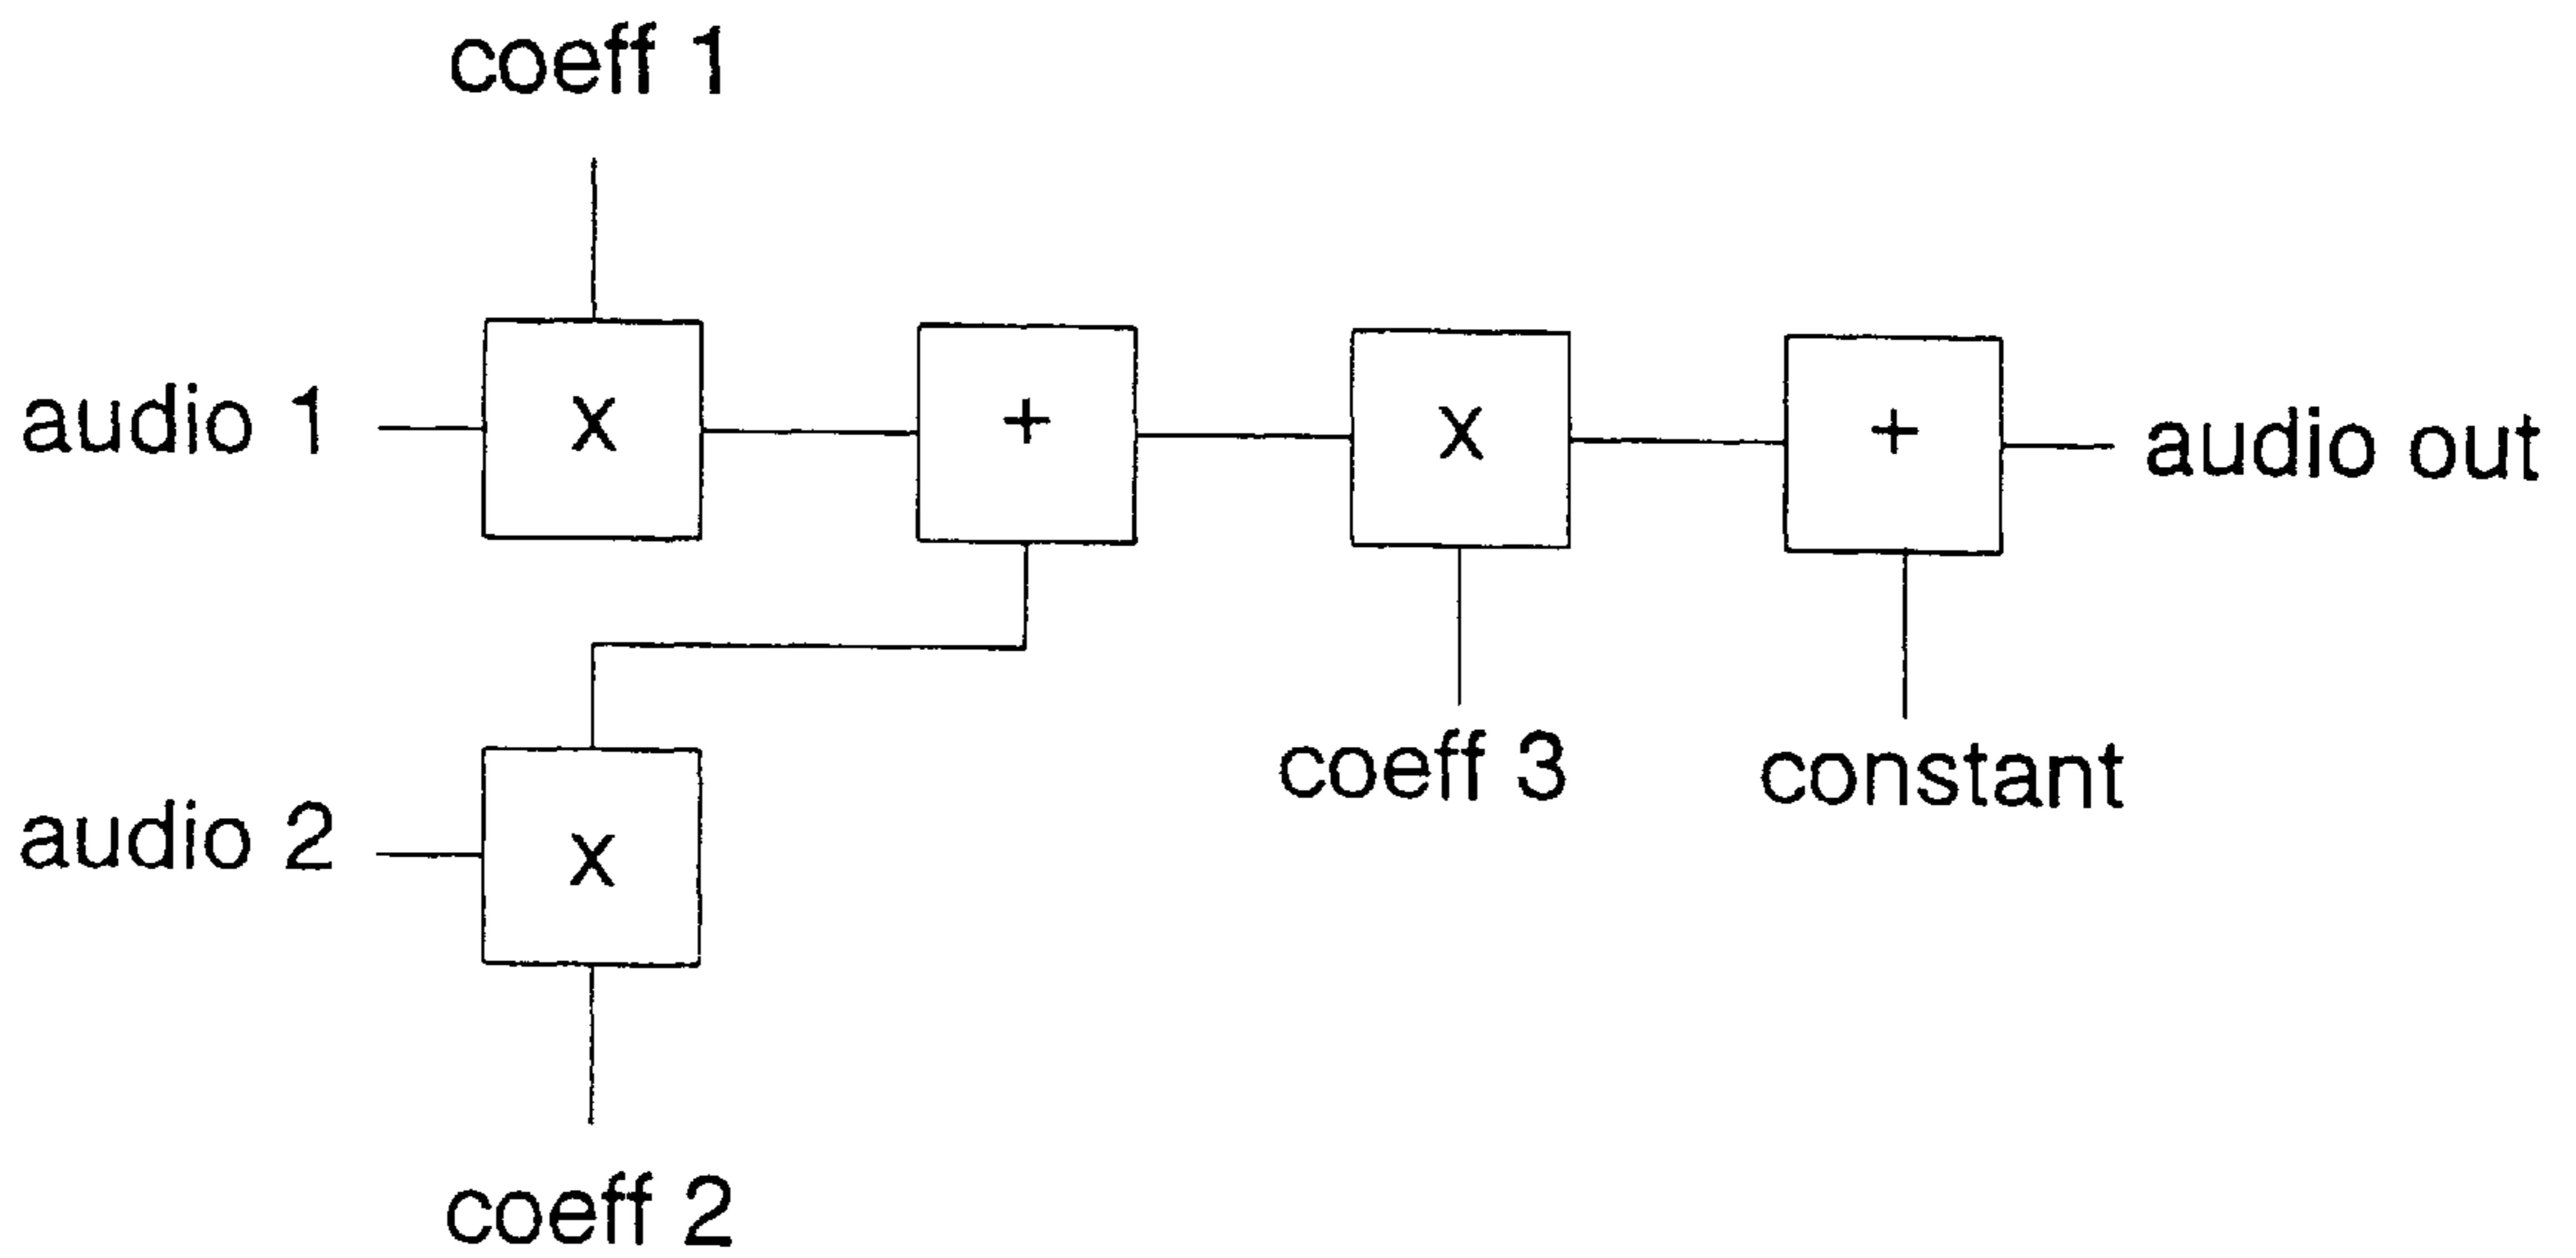 coeff 1
audio 1
x
+
x
+
audio out
coeff 3
constant
audio 2
x
coeff 2